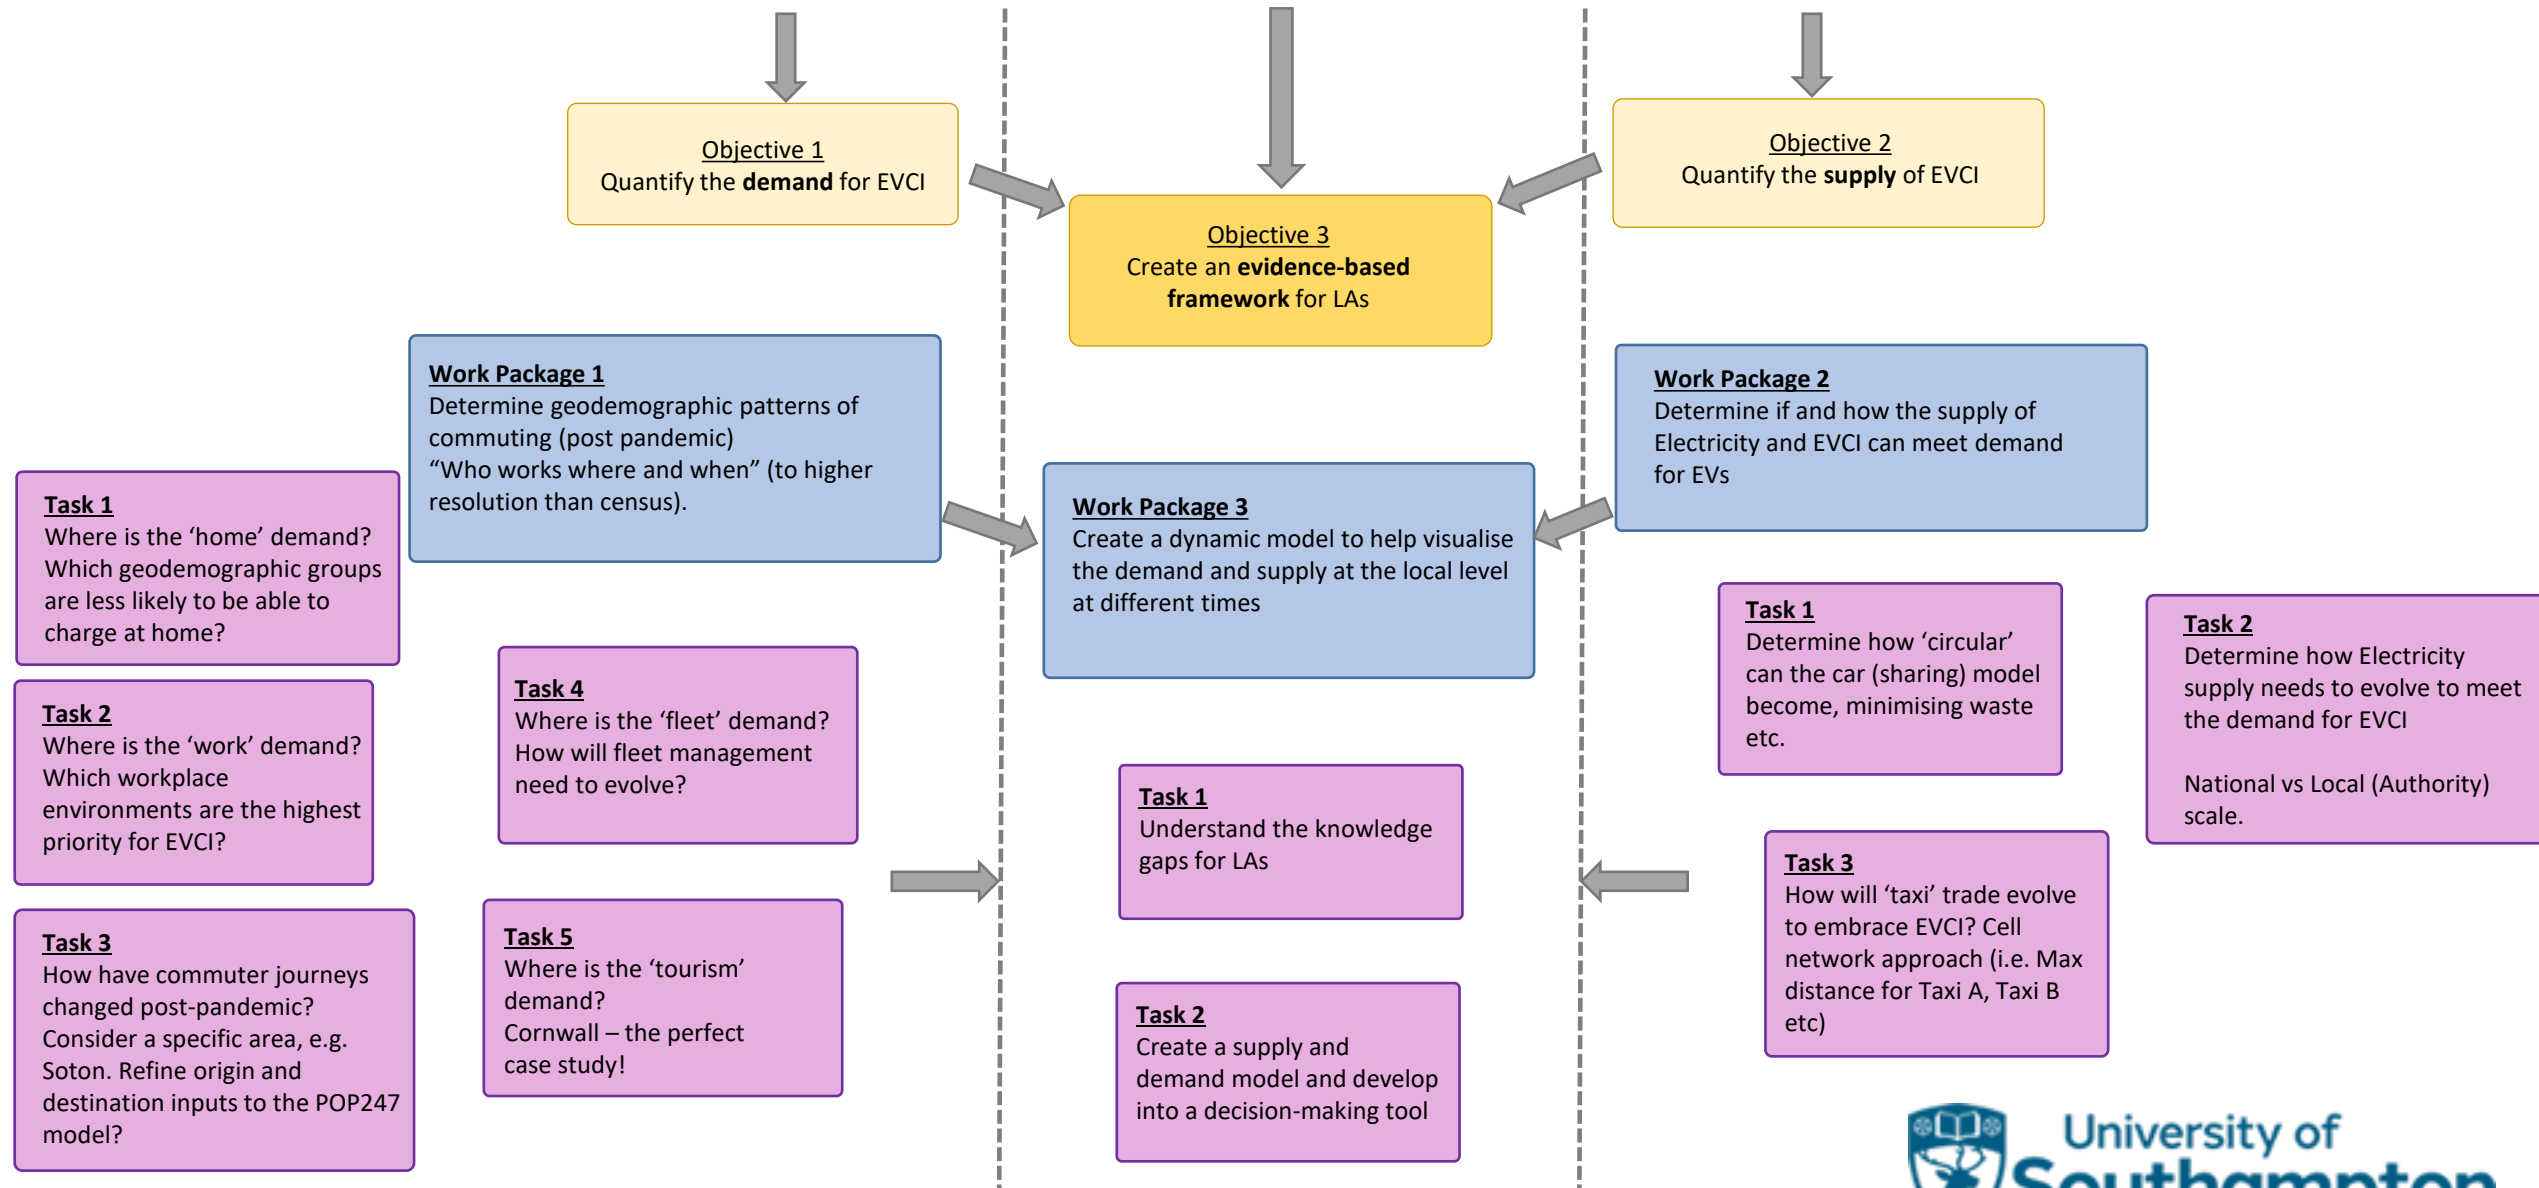 Objective 1
Quantify the demand for EVCI
Objective 2
Quantify the supply of EVCI
Objective 3
Create an evidence-based
framework for LAs
Work Package 1
Determine geodemographic patterns of
commuting (post pandemic)
“Who works where and when” (to higher
resolution than census).
Work Package 2
Determine if and how the supply of
Electricity and EVCI can meet demand
for EVs
Work Package 3
Create a dynamic model to help visualise
the demand and supply at the local level
at different times
Task 1
Where is the ‘home’ demand?
Which geodemographic groups
are less likely to be able to
charge at home?
Task 2
Where is the ‘work’ demand?
Which workplace
environments are the highest
priority for EVCI?
Task 3
How have commuter journeys
changed post-pandemic?
Consider a specific area, e.g.
Soton. Refine origin and
destination inputs to the POP247
model?
Task 4
Where is the ‘fleet’ demand?
How will fleet management
need to evolve?
Task 5
Where is the ‘tourism’
demand?
Cornwall – the perfect
case study!
Task 1
Understand the knowledge
gaps for LAs
Task 2
Create a supply and
demand model and develop
into a decision-making tool
Task 1
Determine how ‘circular’
can the car (sharing) model
become, minimising waste
etc.
Task 2
Determine how Electricity
supply needs to evolve to meet
the demand for EVCI
National vs Local (Authority)
scale.
Task 3
How will ‘taxi’ trade evolve
to embrace EVCI? Cell
network approach (i.e. Max
distance for Taxi A, Taxi B
etc)
University of
Southampton